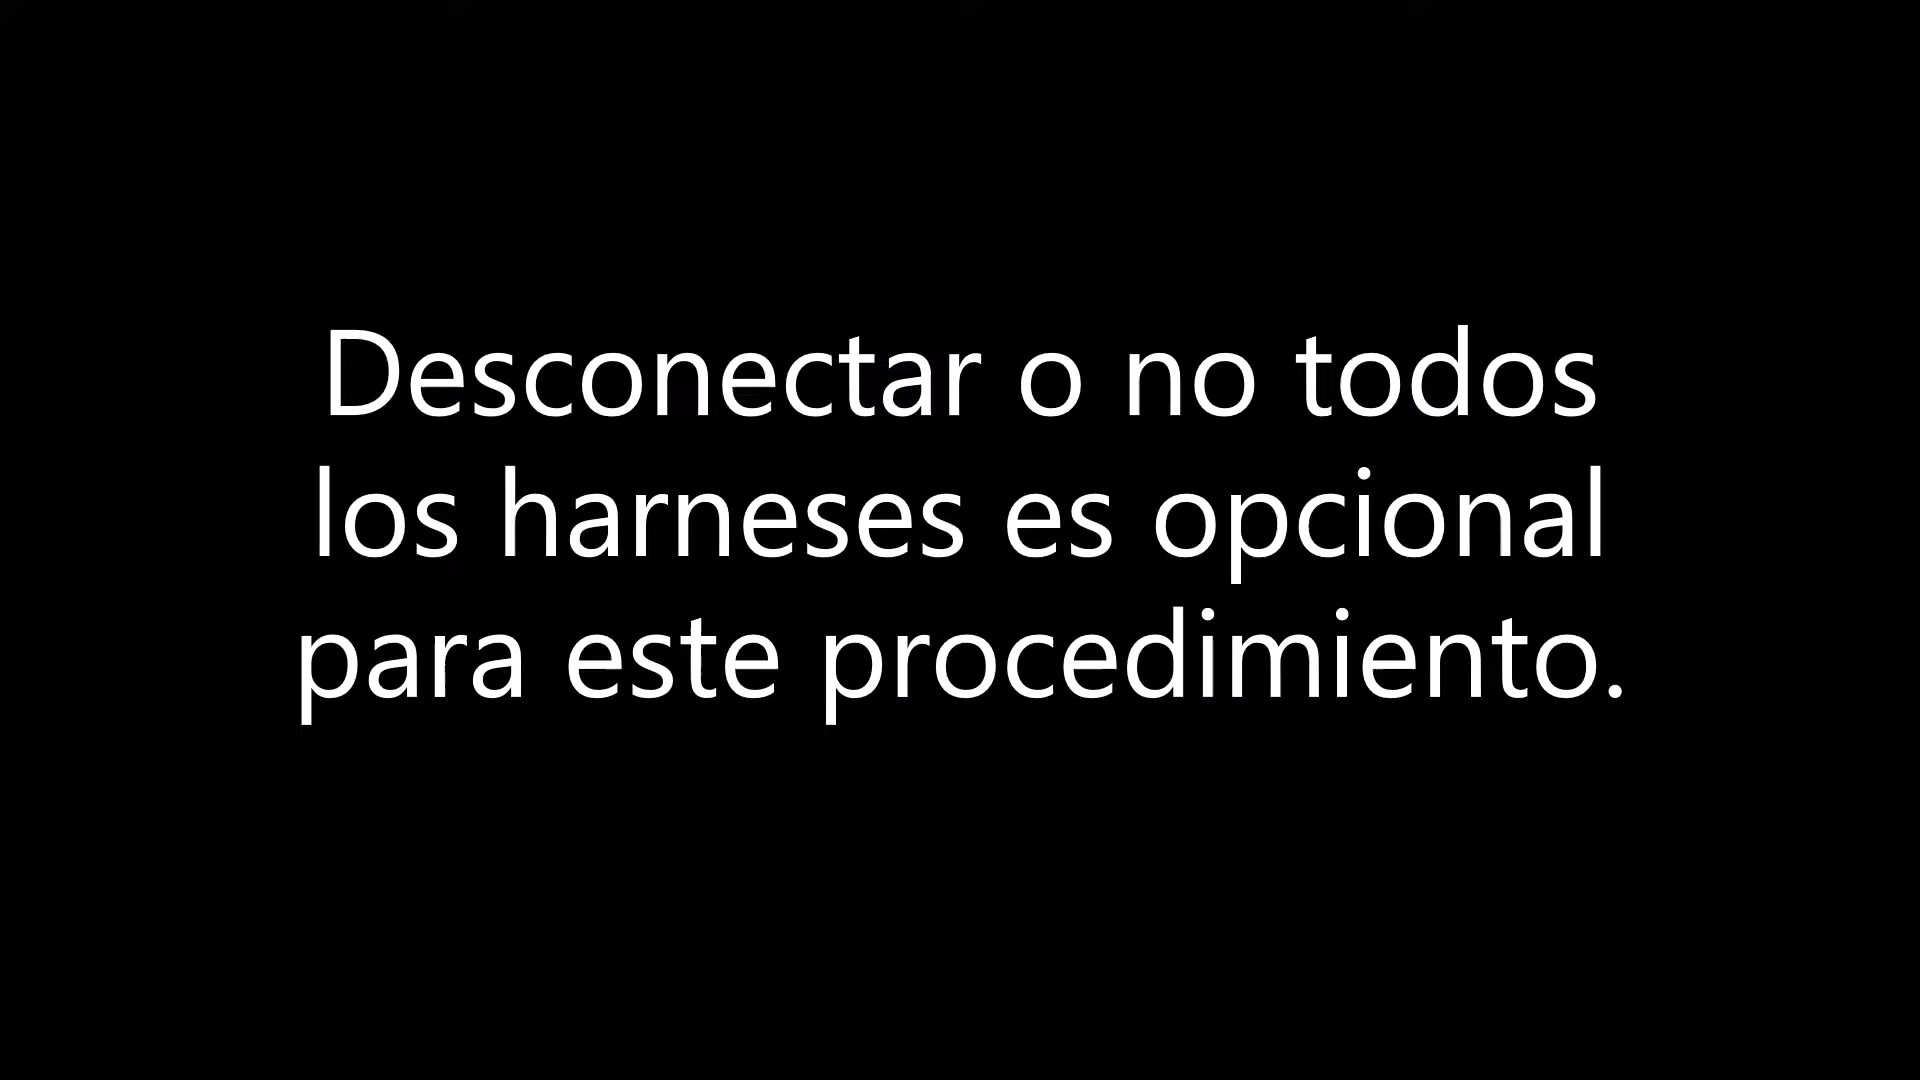 Desconectar o no todos
los harneses es opcional
para este procedimiento.